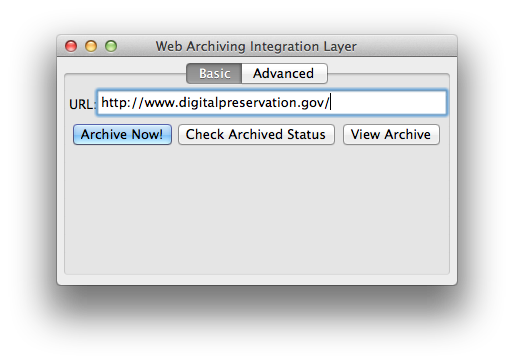 Web Archiving Integration Layer
Basic Advanced
URL: http://www.digitalpreservation.gov/
Archive Now! Check Archived Status View Archive